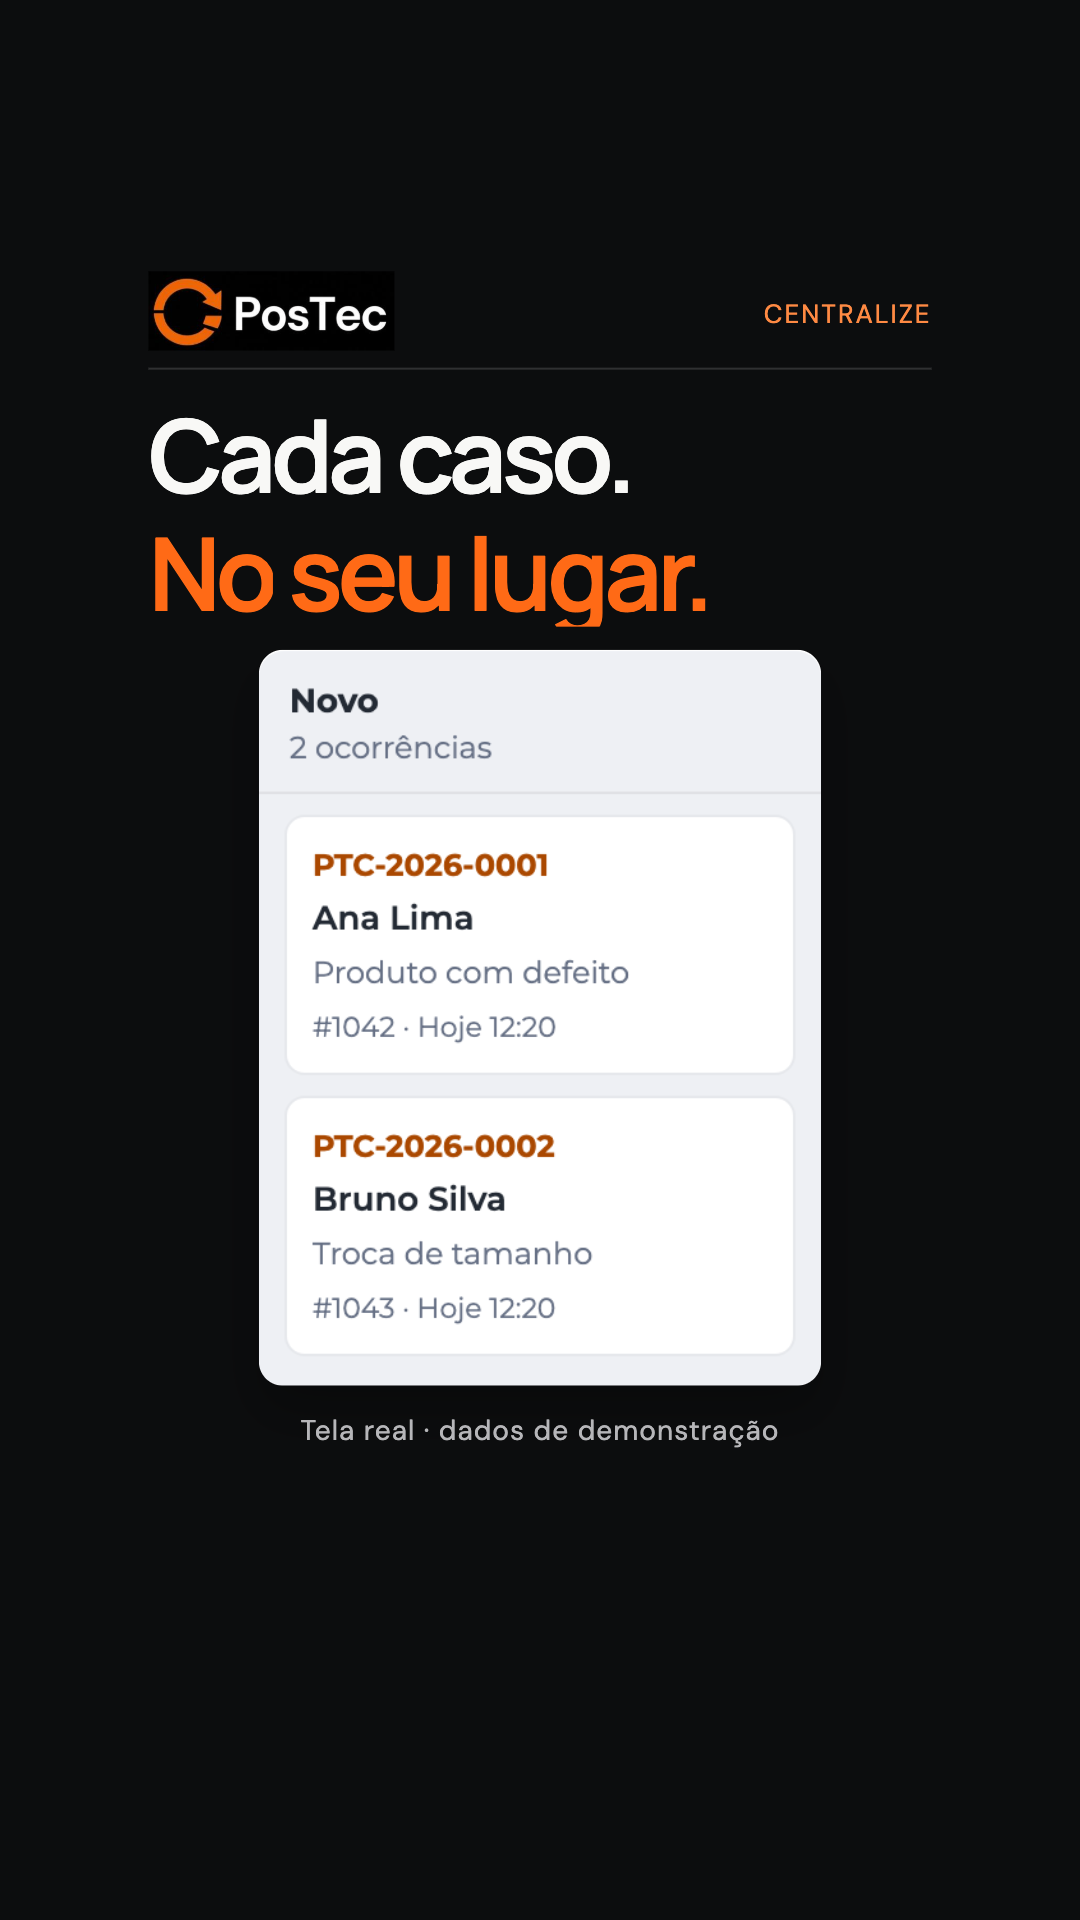 PosTec
CENTRALIZE
Cada caso.
No seu lugar.
Novo
2 ocorrências
PTC-2026-0001
Ana Lima
Produto com defeito
#1042 · Hoje 12:20
PTC-2026-0002
Bruno Silva
Troca de tamanho
#1043 · Hoje 12:20
Tela real · dados de demonstração